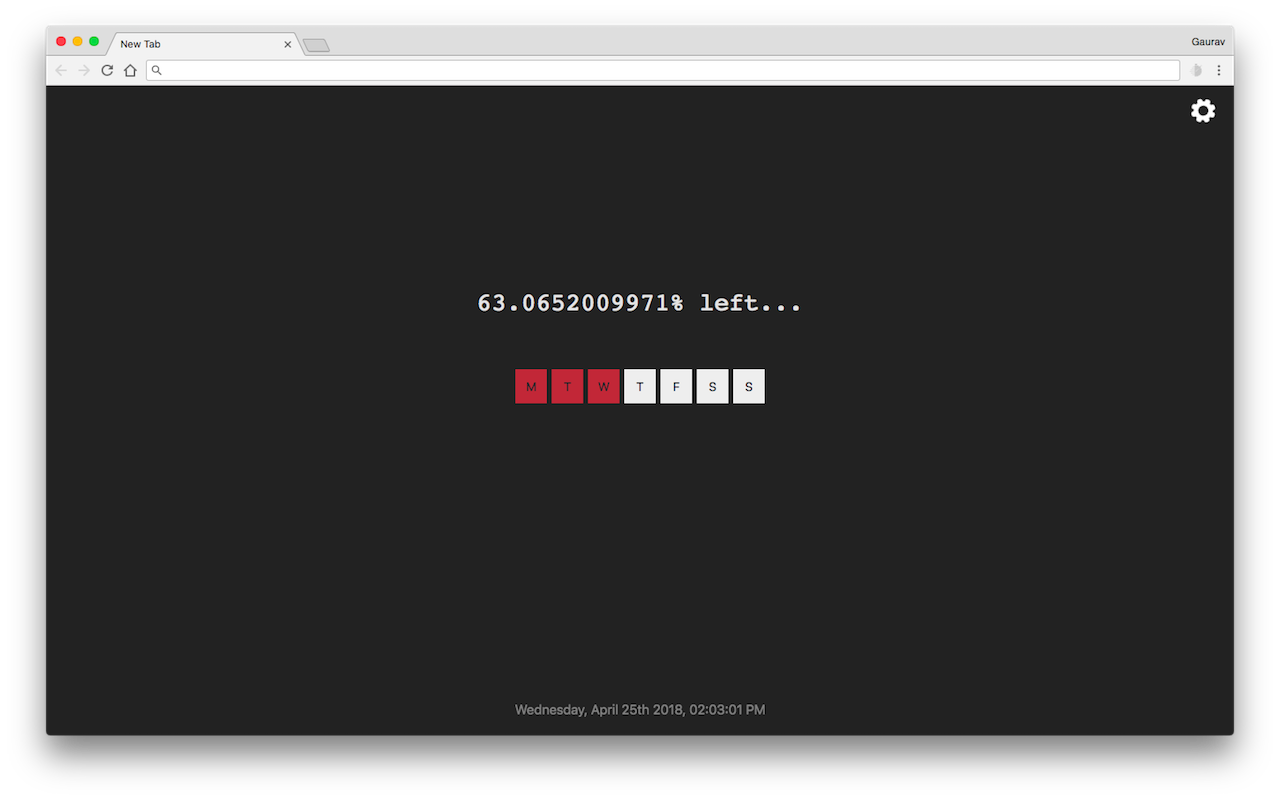 New Tab
Gaurav
63.0652009971% left...
M T W T F S S
Wednesday, April 25th 2018, 02:03:01 PM